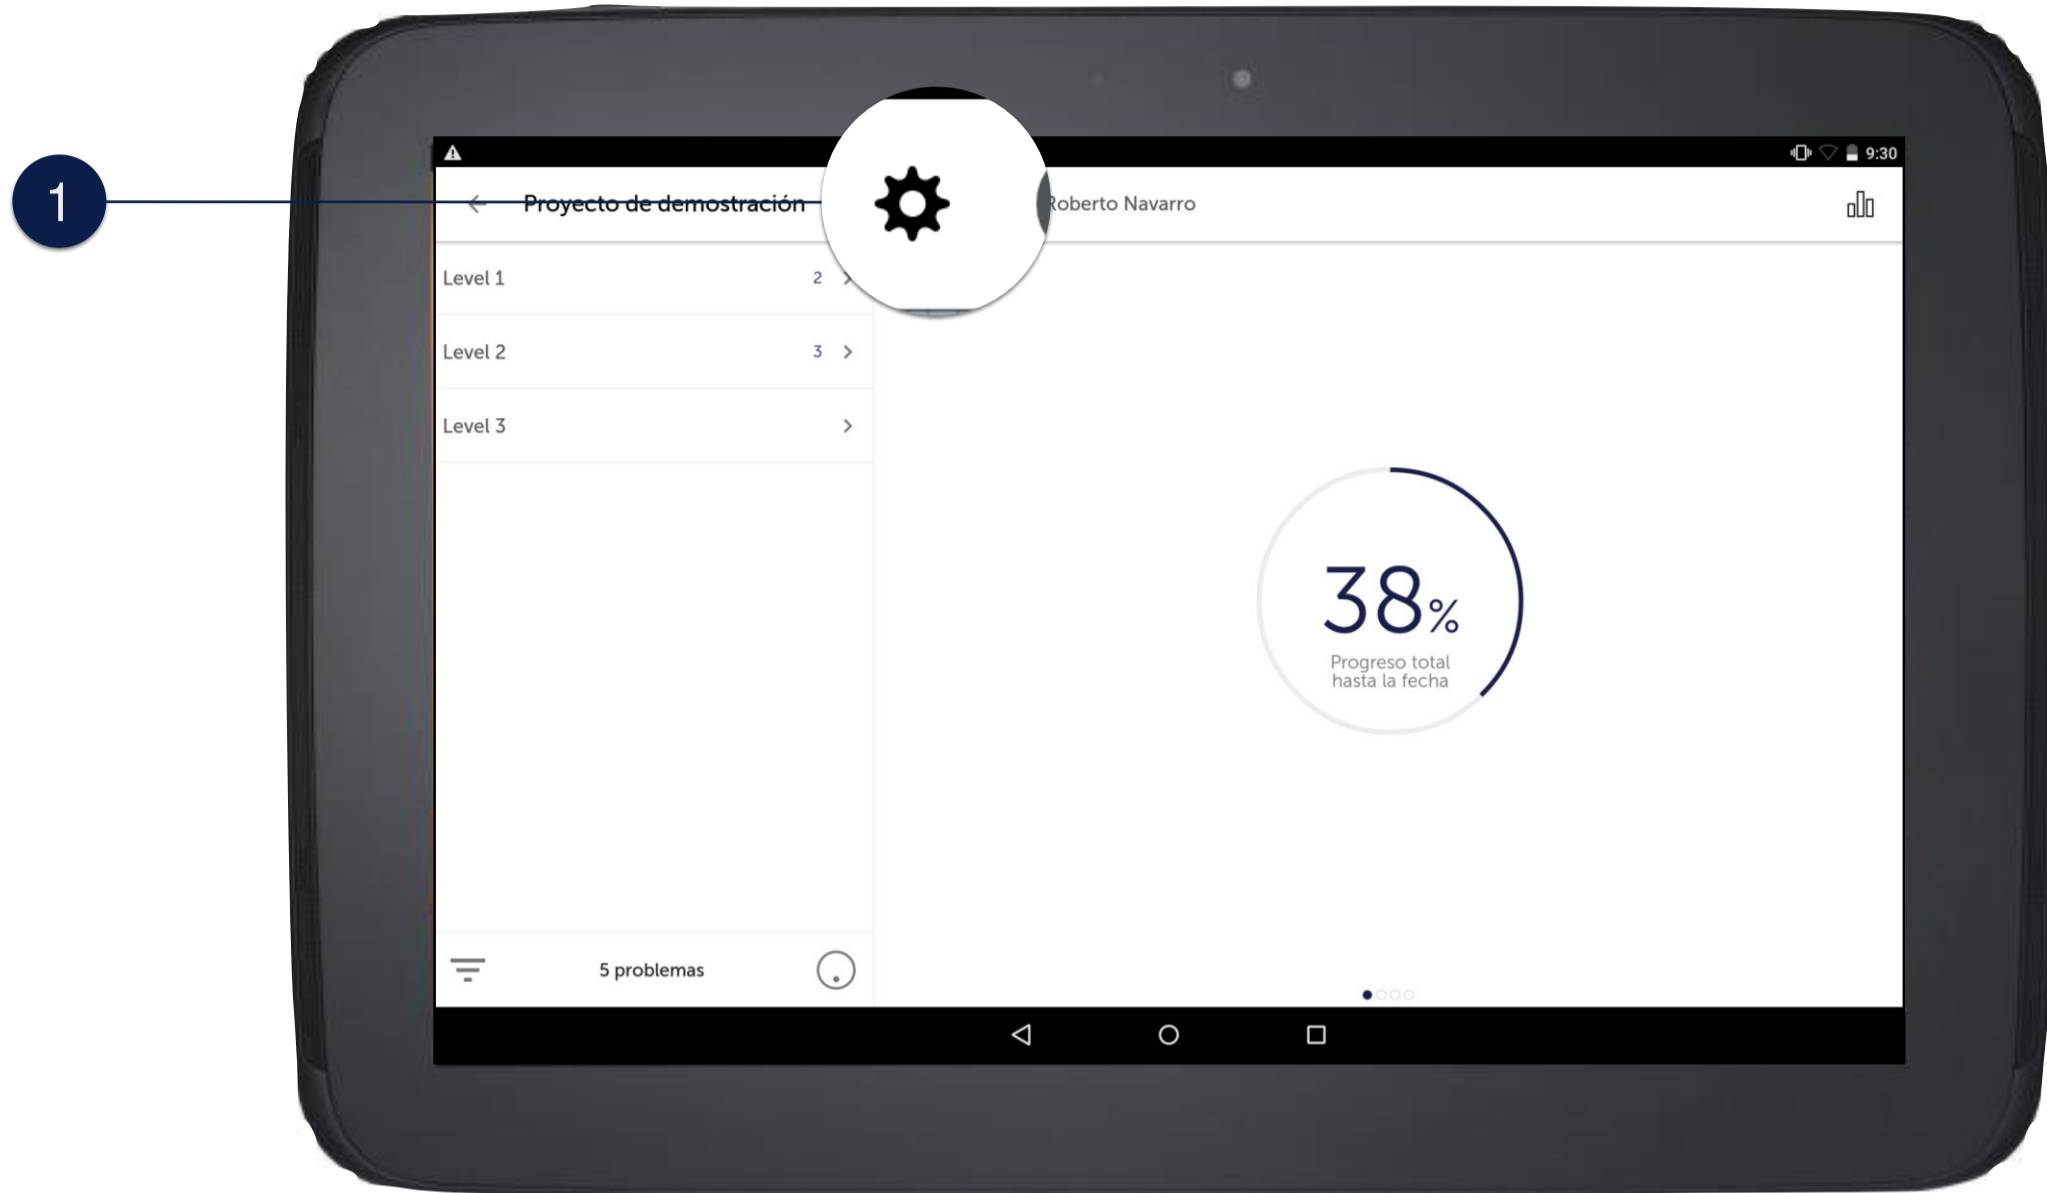 1
9:30
Proyecto de demostración
Roberto Navarro
Level 1 2
Level 2 3
Level 3
38%
Progreso total
hasta la fecha
5 problemas